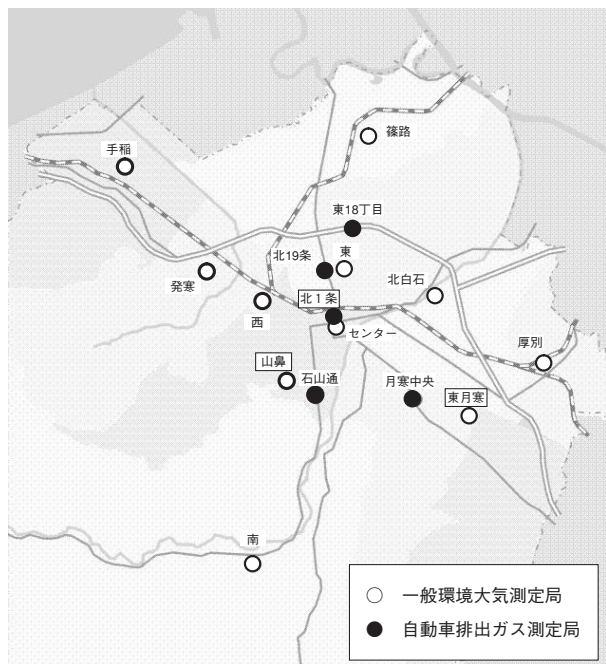 篠路
手稲
東18丁目
北19条
東
発寒
北白石
北１条
西
センター
厚別
山鼻
石山通
月寒中央
東月寒
南
○ 一般環境大気測定局
● 自動車排出ガス測定局